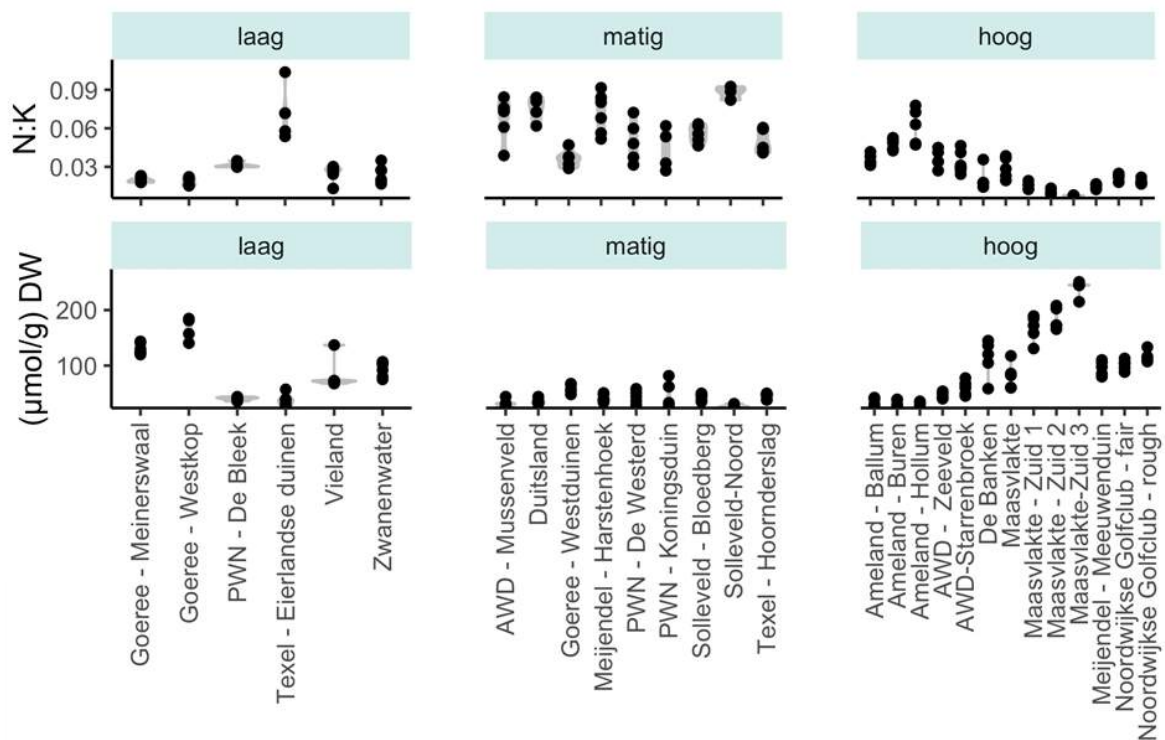 laag
matig
hoog
N:K
0.09
0.06
0.03
laag
matig
hoog
(μmol/g) DW
200
100
Goeree - Meinerswaal
Goeree - Westkop
PWN - De Bleek
Texel - Eierlandse duinen
Vieland
Zwanenwater
AWD - Mussenveld
Duitsland
Goeree - Westduinen
Meijendel - Harstenhoek
PWN - De Westerd
PWN - Koningsduin
Solleveld - Bloedberg
Solleveld-Noord
Texel - Hoornderslag
Ameland - Ballum
Ameland - Buren
Ameland - Hollum
AWD - Zeeveld
AWD-Starrenbroek
De Banken
Maasvlakte
Maasvlakte - Zuid 1
Maasvlakte - Zuid 2
Maasvlakte-Zuid 3
Meijendel - Meeuwenduin
Noordwijkse Golfclub - fair
Noordwijkse Golfclub - rough